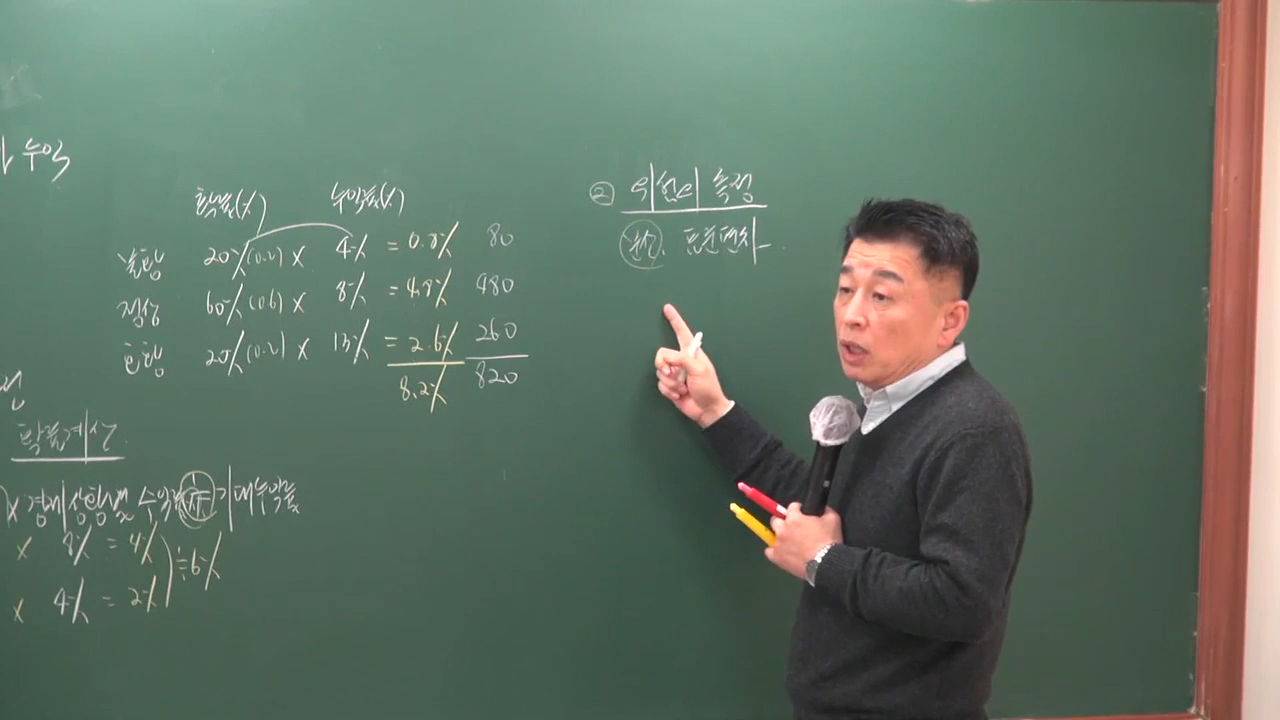 수익
확률(%) 수익률(%)
불황 20%(0.2) × 4% = 0.8% 80
정상 60%(0.6) × 8% = 4.8% 480
호황 20%(0.2) × 13% = 2.6% 260
8.2% 820
② 위험의 측정
분산, 표준편차
확률계산
× 경제상황별 수익률 기대수익률
× 8% = 4%
÷6%
× 4% = 2%